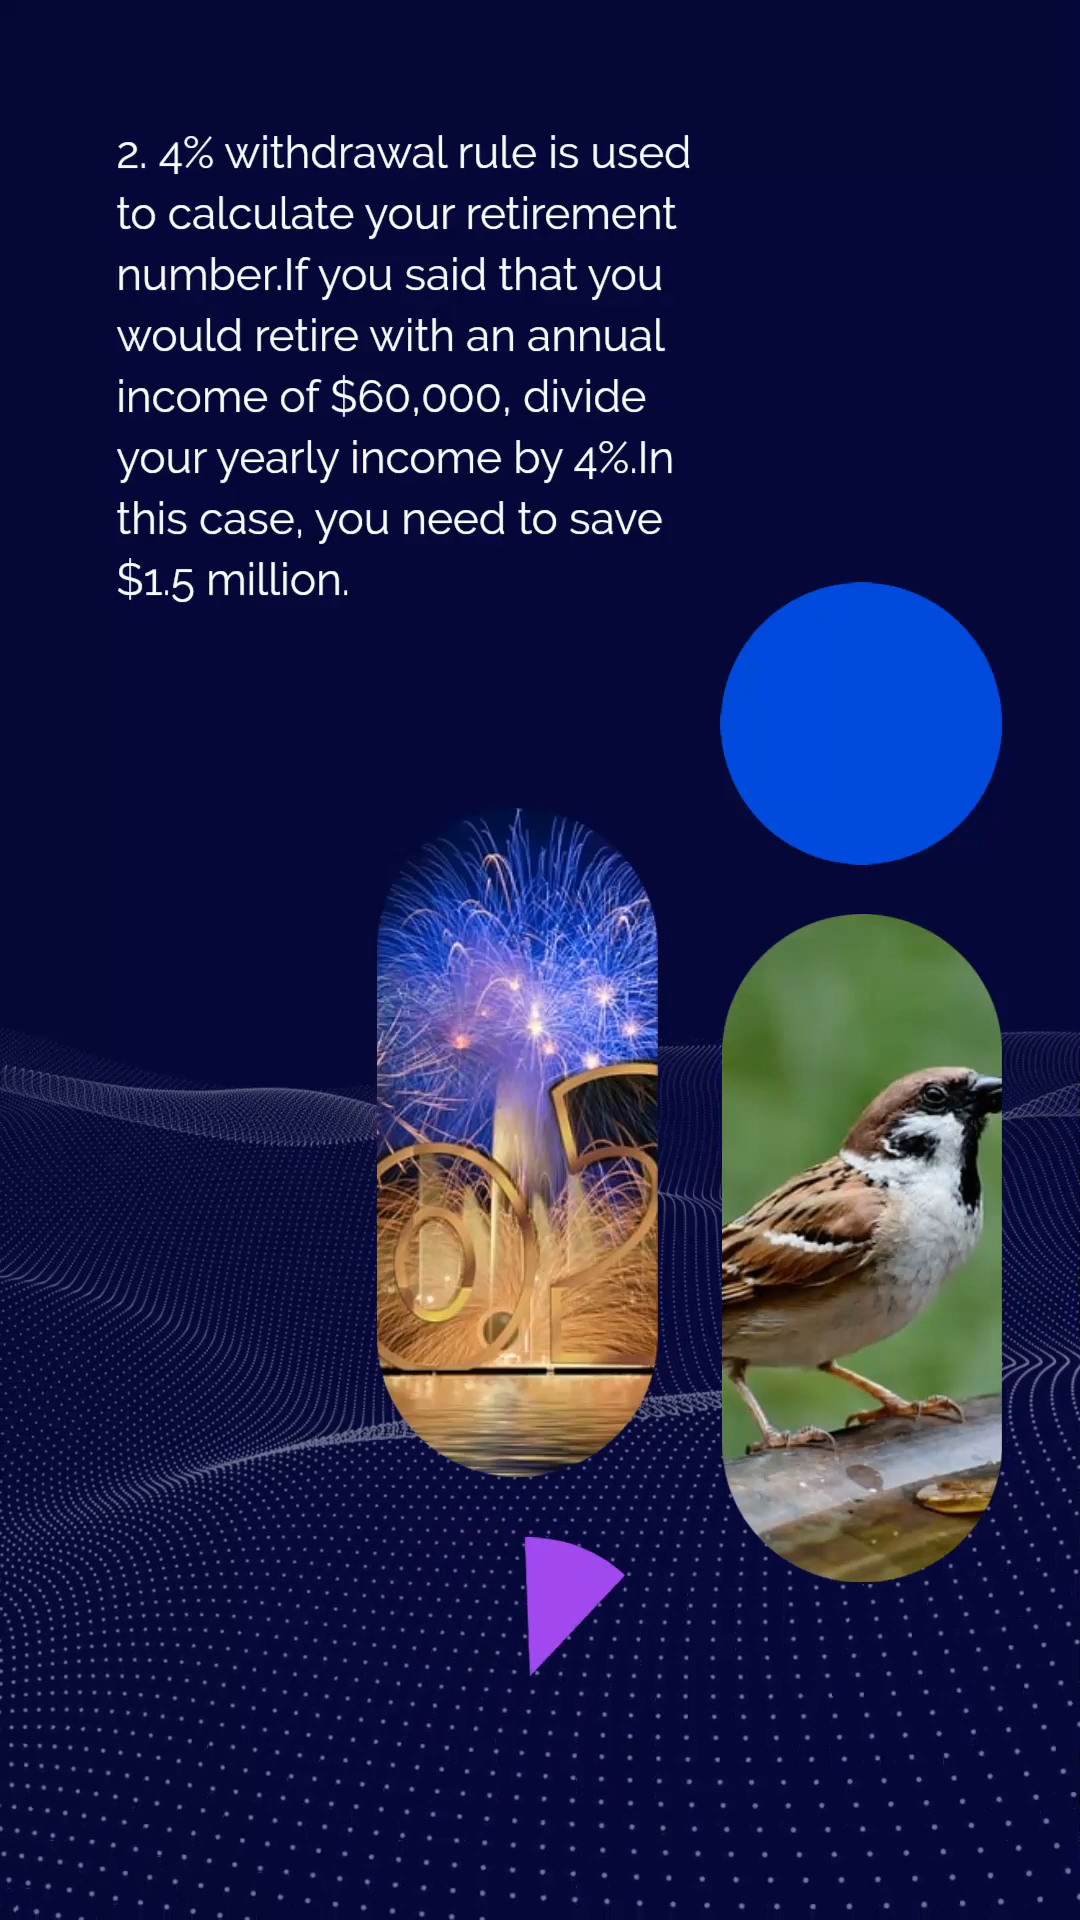 2. 4% withdrawal rule is used
to calculate your retirement
number.If you said that you
would retire with an annual
income of $60,000, divide
your yearly income by 4%.In
this case, you need to save
$1.5 million.